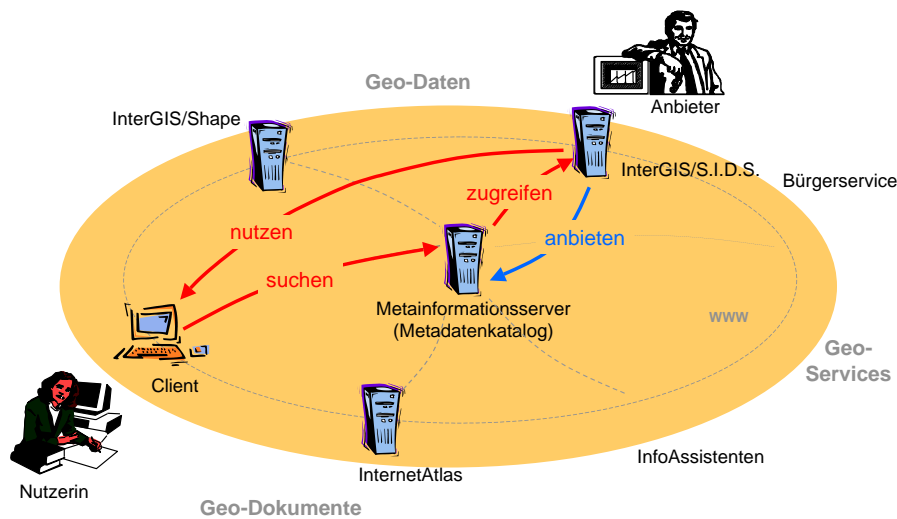 Geo-Daten
Anbieter
InterGIS/Shape
InterGIS/S.I.D.S.
Bürgerservice
zugreifen
nutzen
anbieten
suchen
Metainformationsserver
(Metadatenkatalog)
www
Geo-
Services
Client
InfoAssistenten
InternetAtlas
Nutzerin
Geo-Dokumente